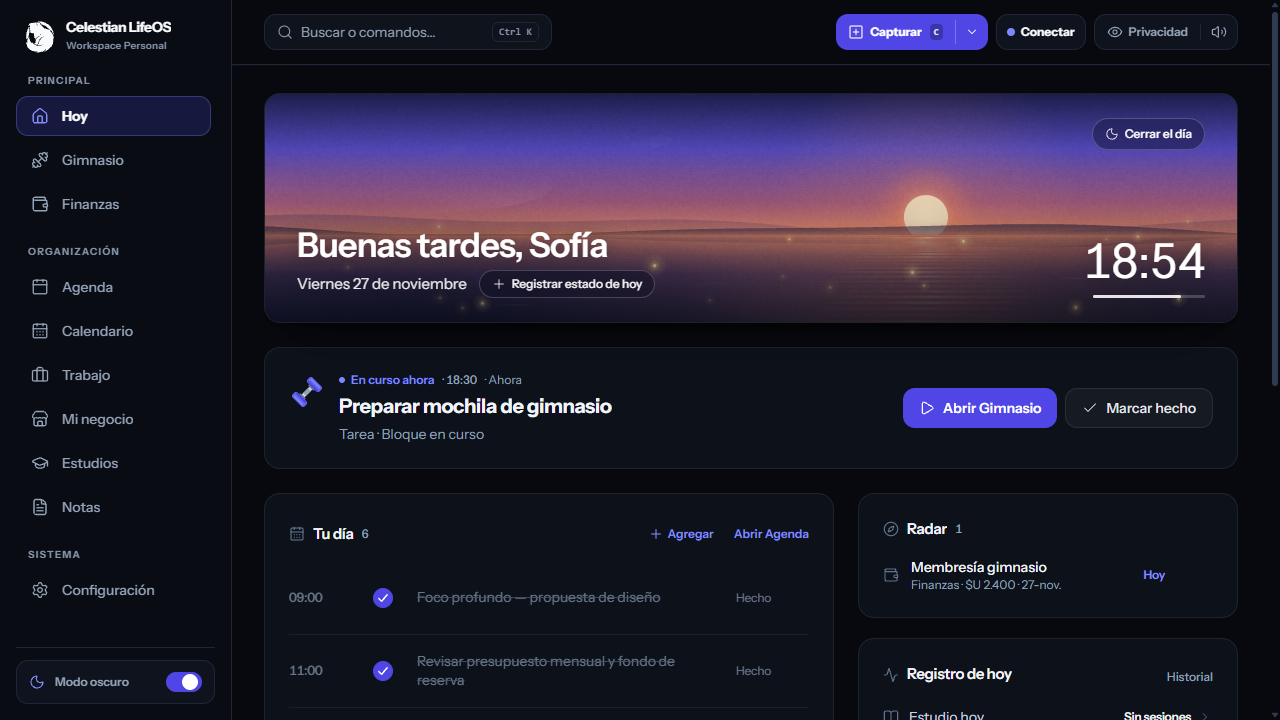 Celestian LifeOS
Workspace Personal
PRINCIPAL
Hoy
Gimnasio
Finanzas
ORGANIZACIÓN
Agenda
Calendario
Trabajo
Mi negocio
Estudios
Notas
SISTEMA
Configuración
Modo oscuro
Buscar o comandos... Ctrl K
Capturar C
Conectar
Privacidad
Cerrar el día
Buenas tardes, Sofía
Viernes 27 de noviembre
Registrar estado de hoy
18:54
En curso ahora · 18:30 · Ahora
Preparar mochila de gimnasio
Tarea · Bloque en curso
Abrir Gimnasio
Marcar hecho
Tu día 6
Agregar
Abrir Agenda
09:00 Foco profundo — propuesta de diseño Hecho
11:00 Revisar presupuesto mensual y fondo de
reserva
Hecho
Radar 1
Membresía gimnasio
Finanzas · $U 2.400 · 27-nov.
Hoy
Registro de hoy
Historial
Estudio hoy Sin sesiones